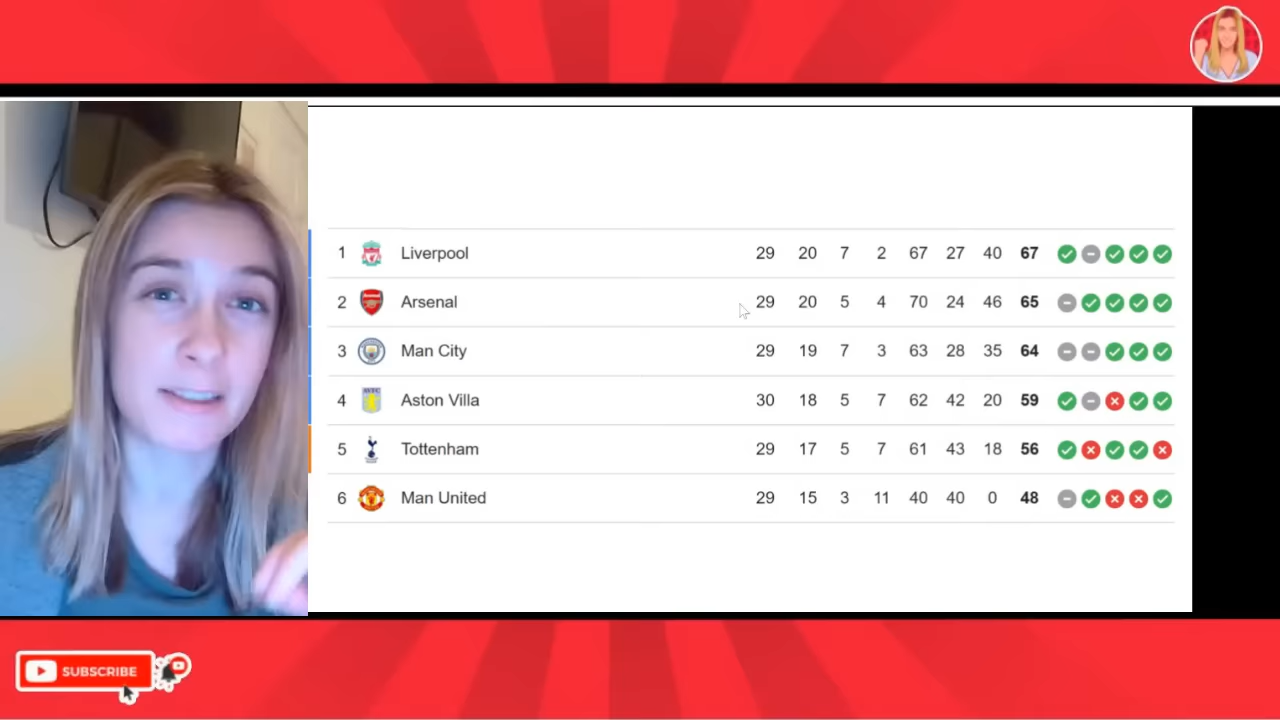 1 Liverpool 29 20 7 2 67 27 40 67
2 Arsenal 29 20 5 4 70 24 46 65
3 Man City 29 19 7 3 63 28 35 64
4 Aston Villa 30 18 5 7 62 42 20 59
5 Tottenham 29 17 5 7 61 43 18 56
6 Man United 29 15 3 11 40 40 0 48
SUBSCRIBE